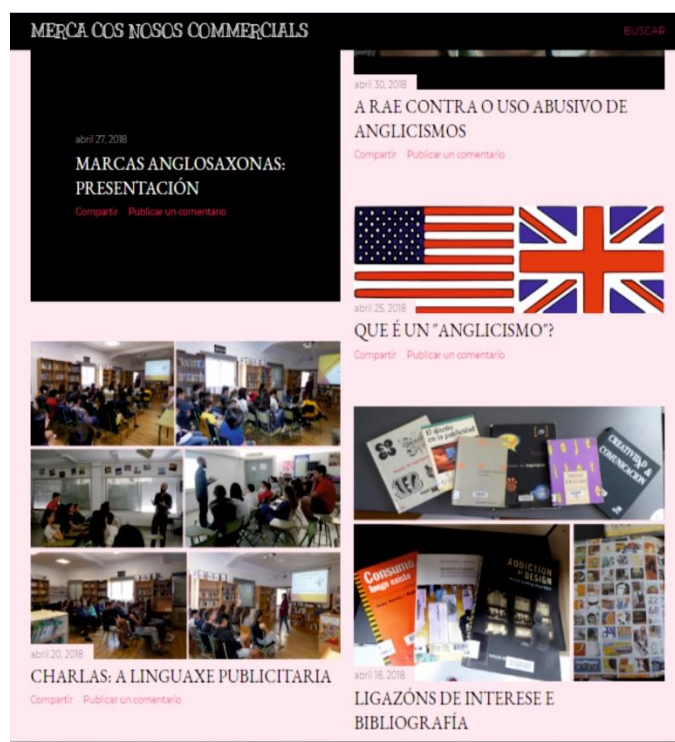 MERCA COS NOSOS COMMERCIALS
BUSCAR
abril 27, 2018
MARCAS ANGLOSAXONAS:
PRESENTACIÓN
Compartir Publicar un comentario
abril 30, 2018
A RAE CONTRA O USO ABUSIVO DE
ANGLICISMOS
Compartir Publicar un comentario
abril 25, 2018
QUE É UN "ANGLICISMO"?
Compartir Publicar un comentario
abril 20, 2018
CHARLAS: A LINGUAXE PUBLICITARIA
Compartir Publicar un comentario
El diseño
en la publicidad
CREATIVIDAD &
COMUNICACIÓN
Consumo,
luego existo
ADDICTION
BY DESIGN
abril 18, 2018
LIGAZÓNS DE INTERESE E
BIBLIOGRAFÍA